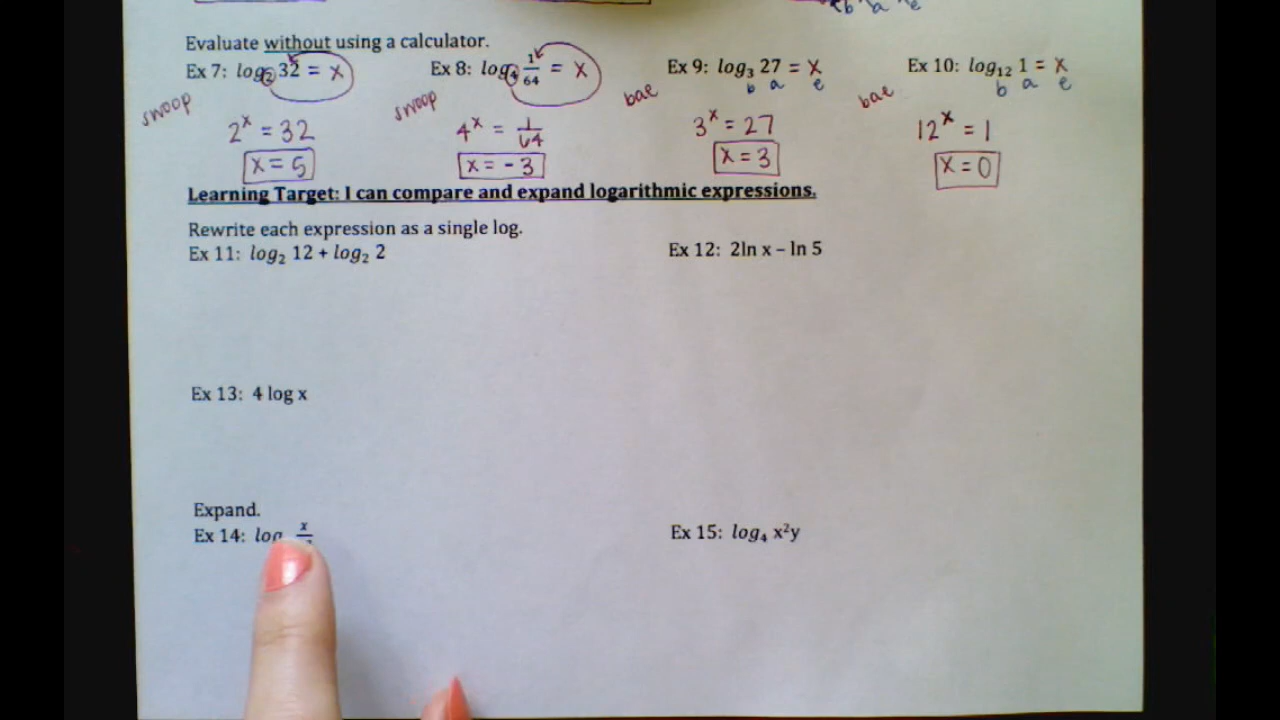 b a e
Evaluate without using a calculator.
Ex 7: log₂ 32 = x Ex 8: log₄ 1/64 = x Ex 9: log₃ 27 = x Ex 10: log₁₂ 1 = x
b a e b a e
swoop swoop bae bae
2ˣ = 32 4ˣ = 1/64 3ˣ = 27 12ˣ = 1
x = 5 x = -3 x = 3 x = 0
Learning Target: I can compare and expand logarithmic expressions.
Rewrite each expression as a single log.
Ex 11: log₂ 12 + log₂ 2 Ex 12: 2ln x – ln 5
Ex 13: 4 log x
Expand.
Ex 14: log x Ex 15: log₄ x²y